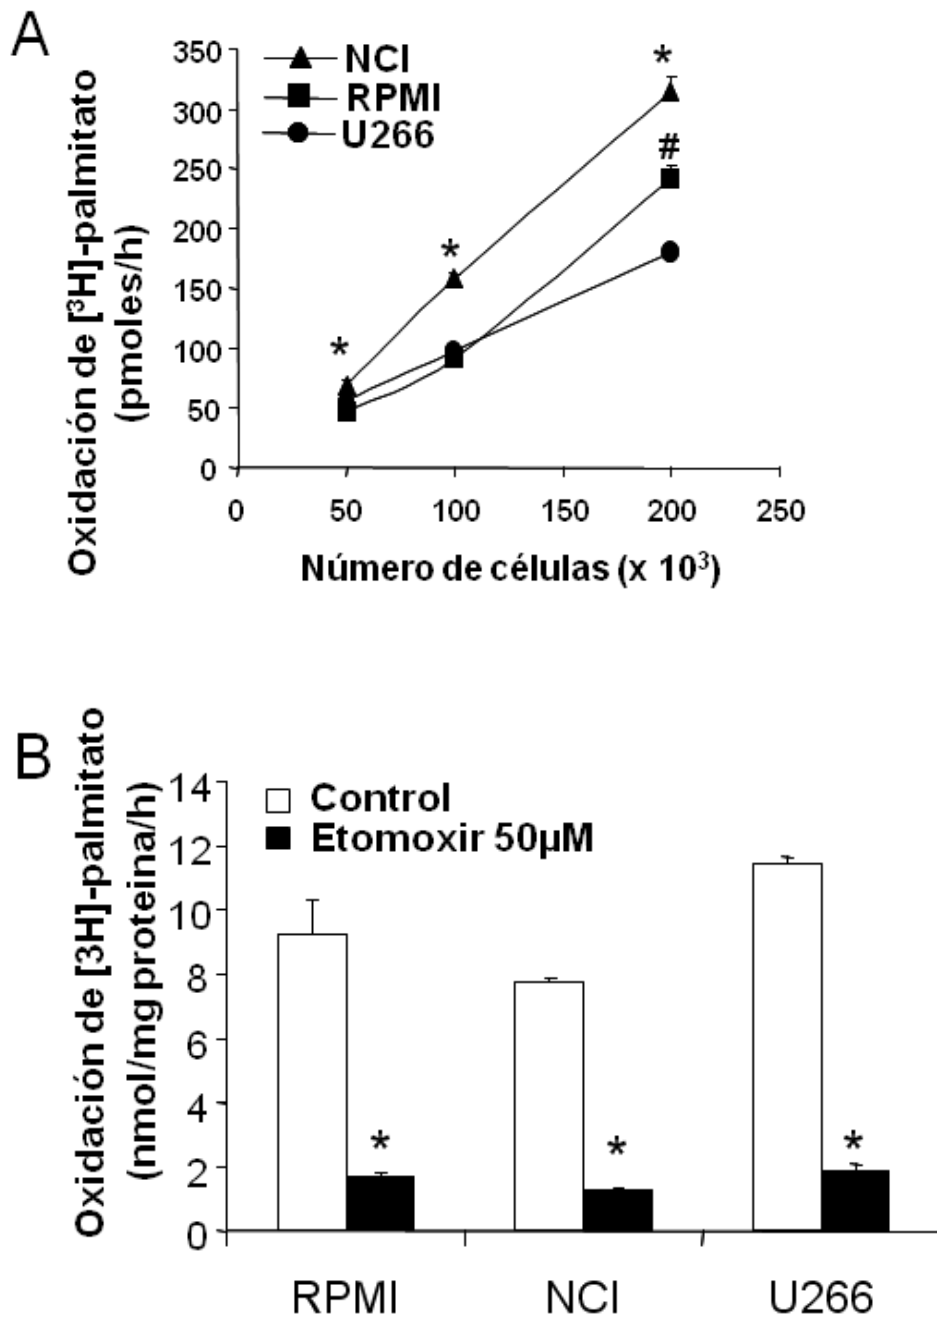 A
Oxidación de [³H]-palmitato
(pmoles/h)
350
300
250
200
150
100
50
0
NCI
RPMI
U266
*
*
*
#
0 50 100 150 200 250
Número de células (x 10³)
B
Oxidación de [3H]-palmitato
(nmol/mg proteina/h)
14
12
10
8
6
4
2
0
Control
Etomoxir 50µM
* * *
RPMI NCI U266